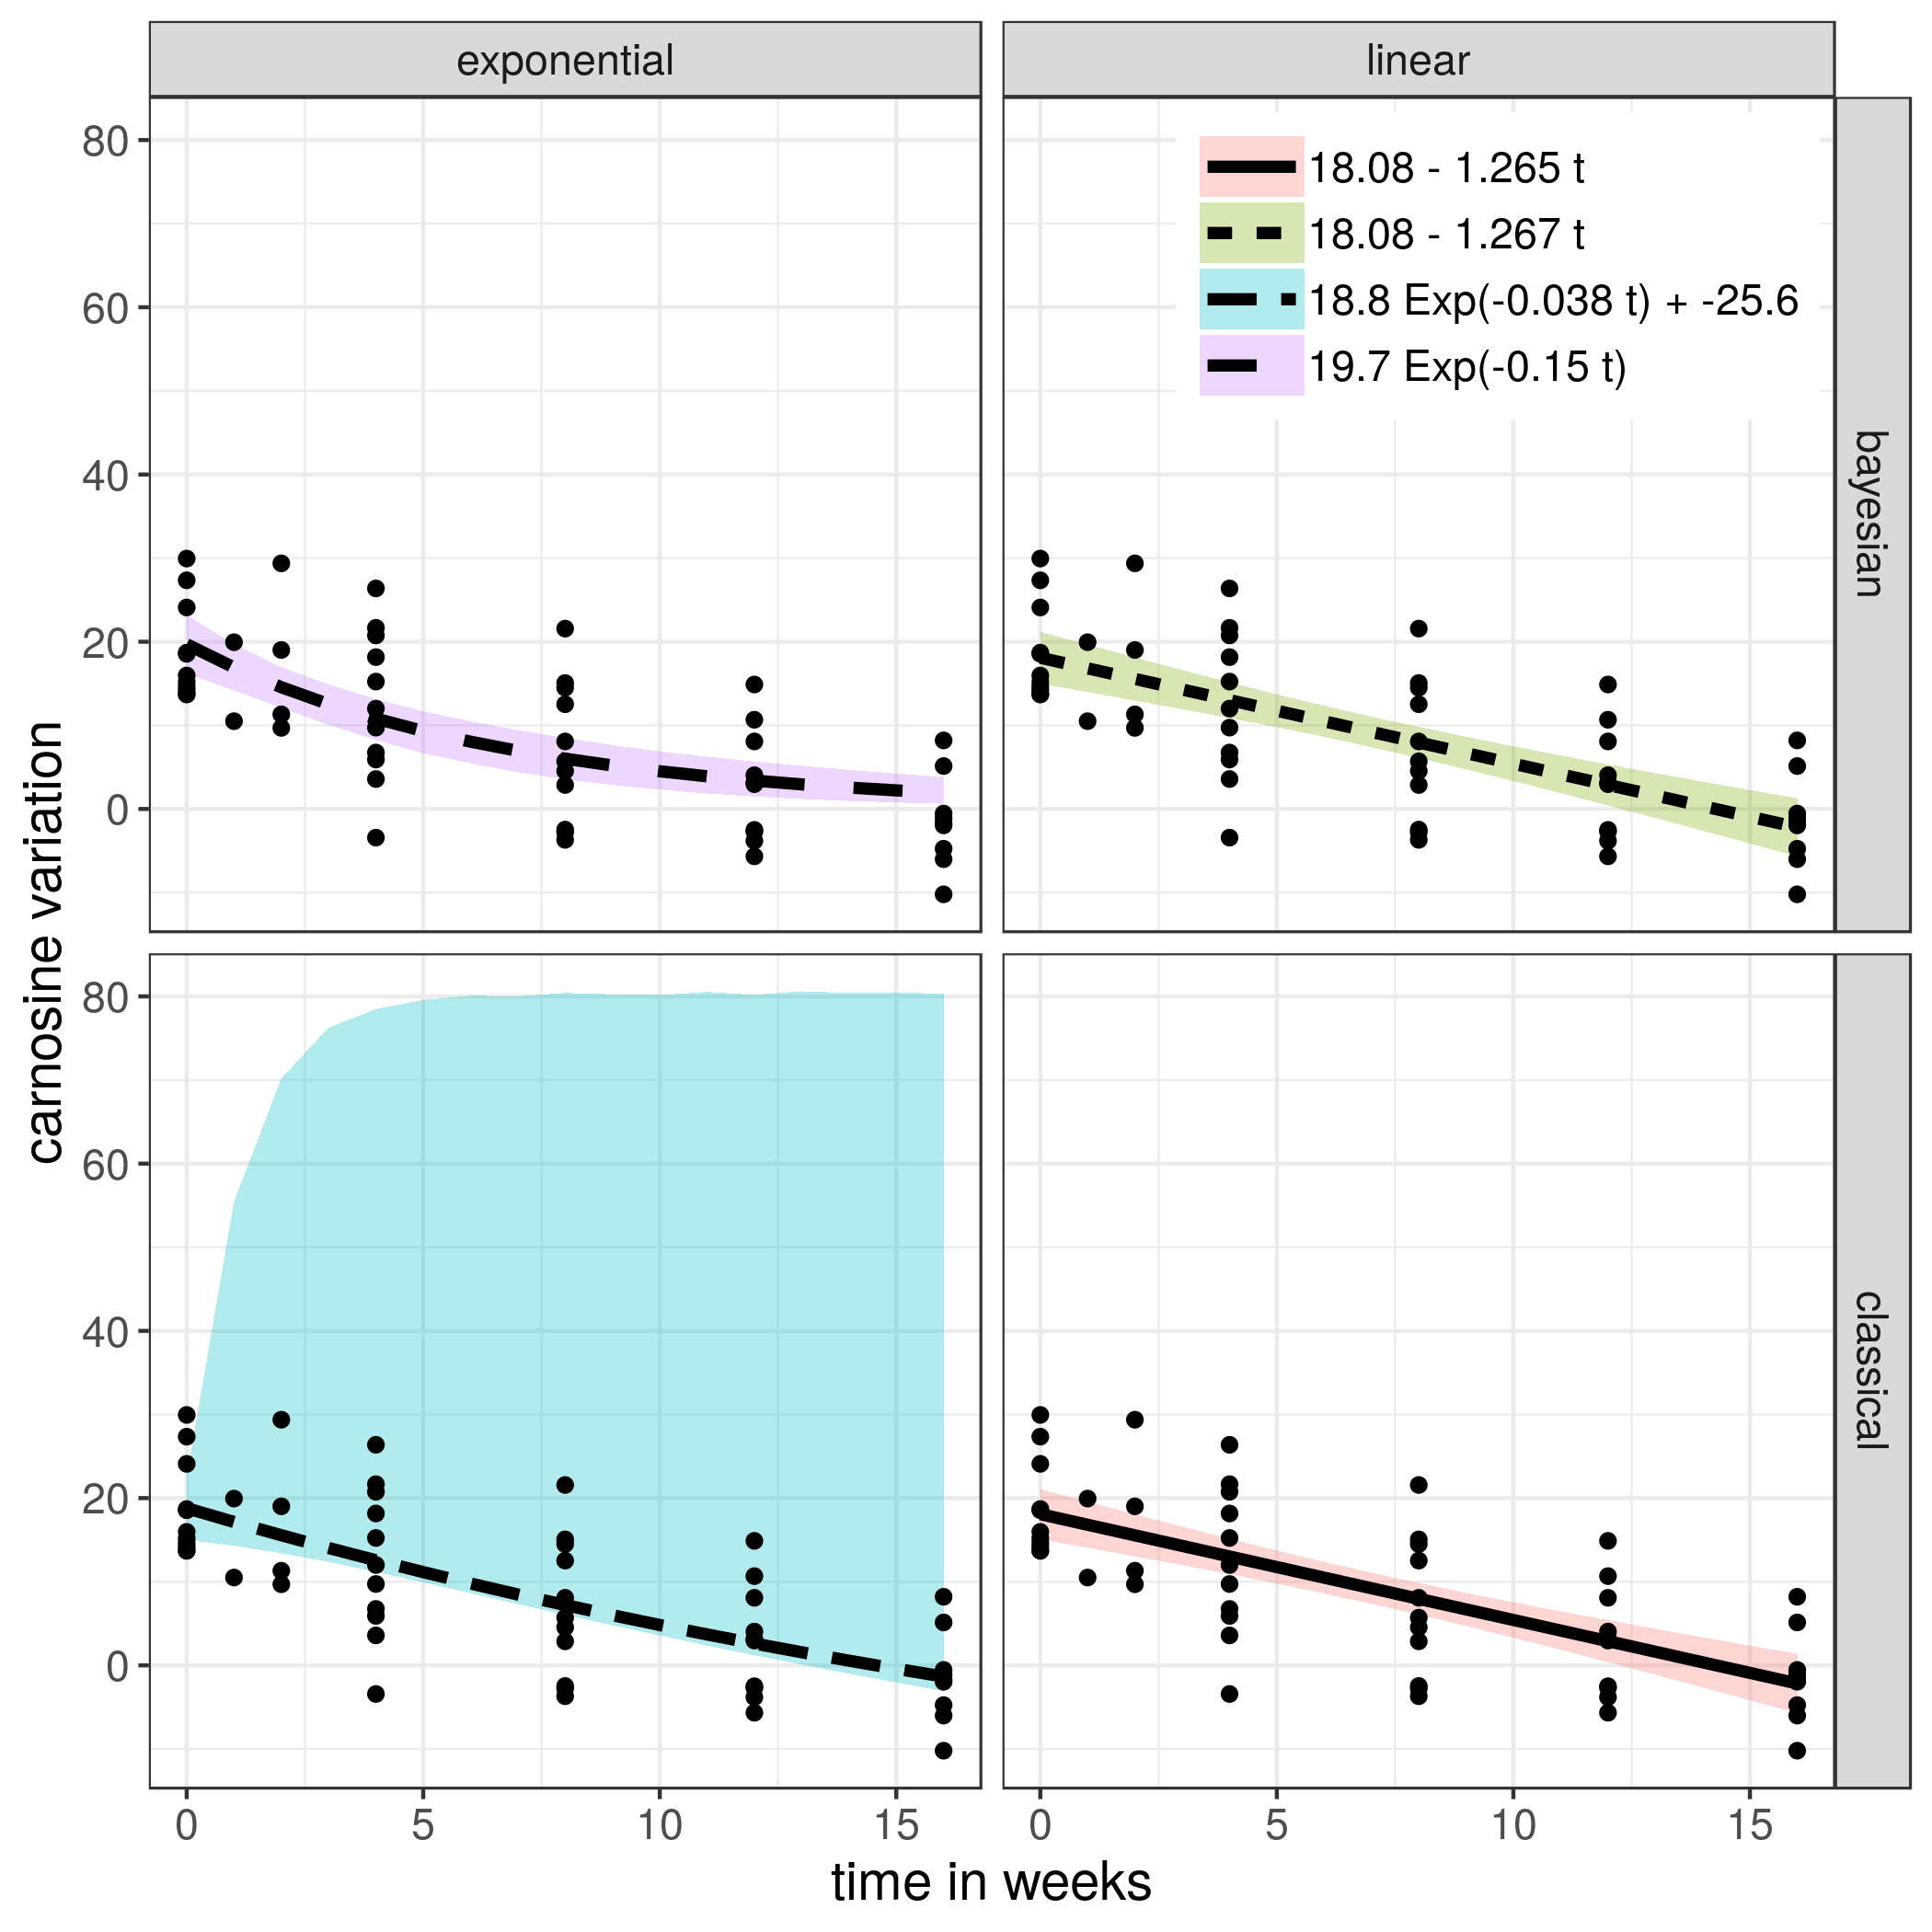 exponential
linear
80
60
40
20
0
18.08 - 1.265 t
18.08 - 1.267 t
18.8 Exp(-0.038 t) + -25.6
19.7 Exp(-0.15 t)
bayesian
carnosine variation
80
60
40
20
0
classical
0 5 10 15
0 5 10 15
time in weeks